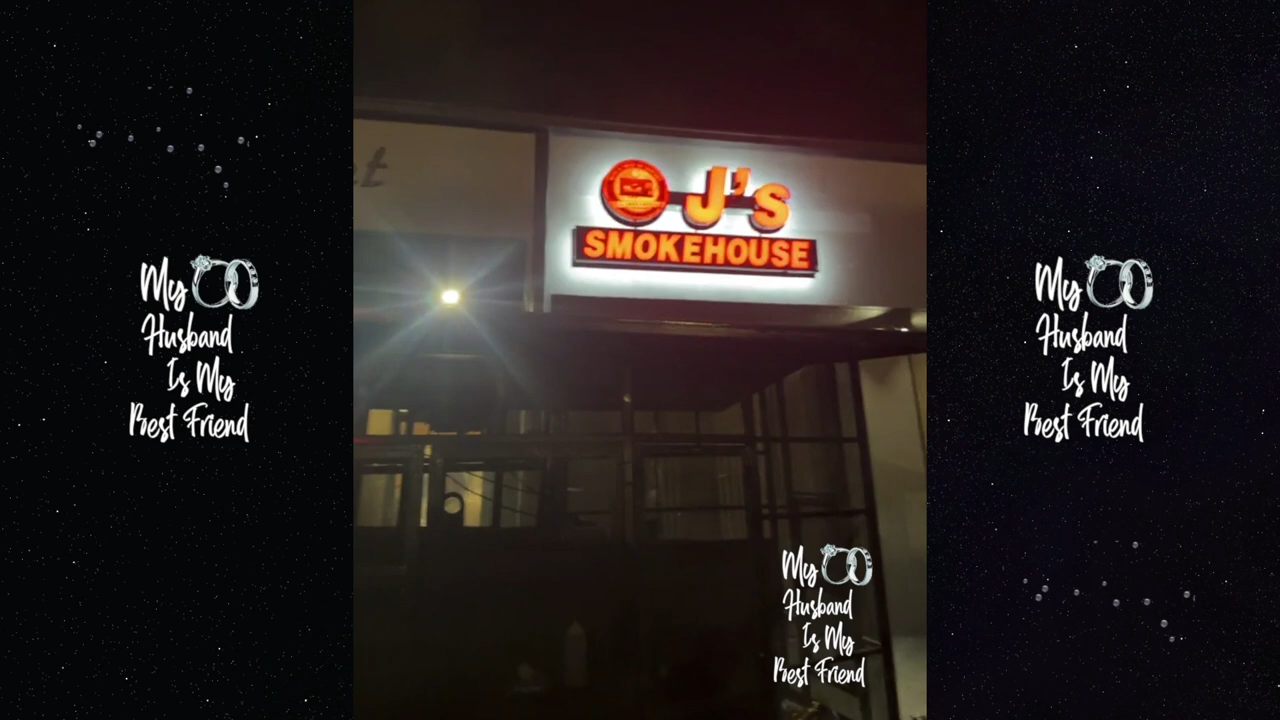 My
Husband
Is My
Best Friend
t
J's
SMOKEHOUSE
My
Husband
Is My
Best Friend
My
Husband
Is My
Best Friend